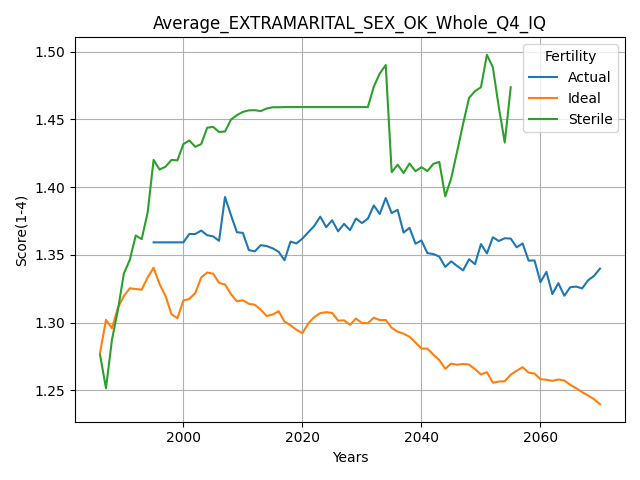 Average_EXTRAMARITAL_SEX_OK_Whole_Q4_IQ
Score(1-4)
1.50
1.45
1.40
1.35
1.30
1.25
Fertility
Actual
Ideal
Sterile
2000
2020
2040
2060
Years